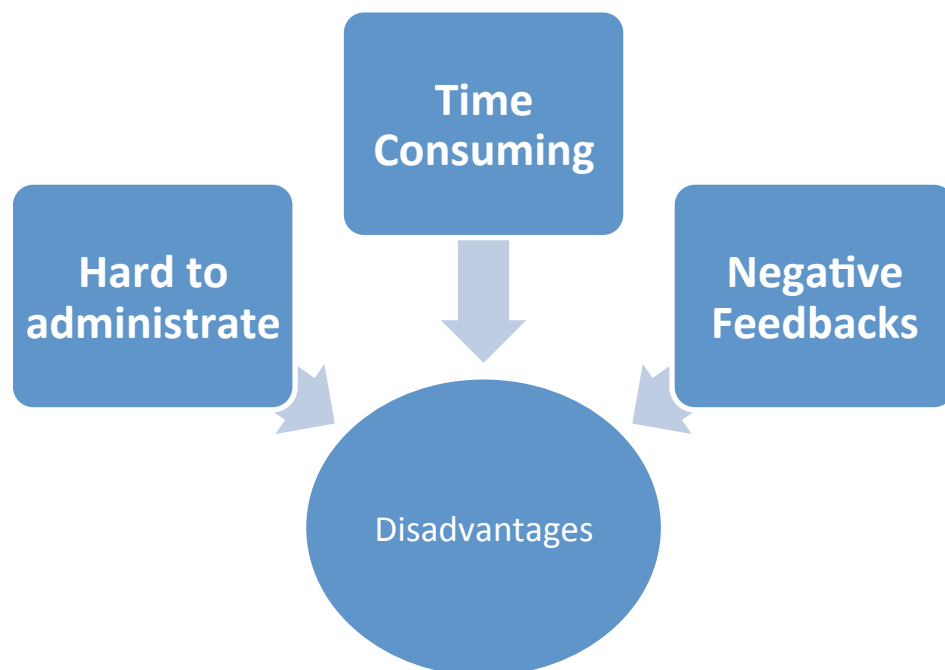 Time
Consuming
Hard to
administrate
Negative
Feedbacks
Disadvantages